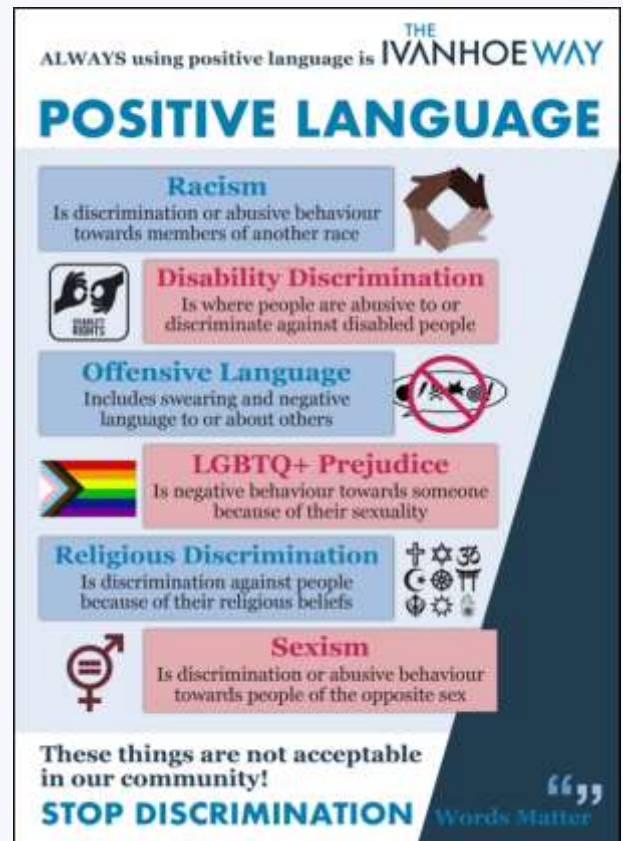 ALWAYS using positive language is THE IVANHOE WAY
POSITIVE LANGUAGE
Racism
Is discrimination or abusive behaviour
towards members of another race
Disability Discrimination
Is where people are abusive to or
discriminate against disabled people
DISABILITY
RIGHTS
Offensive Language
Includes swearing and negative
language to or about others
LGBTQ+ Prejudice
Is negative behaviour towards someone
because of their sexuality
Religious Discrimination
Is discrimination against people
because of their religious beliefs
Sexism
Is discrimination or abusive behaviour
towards people of the opposite sex
These things are not acceptable
in our community!
STOP DISCRIMINATION
Words Matter